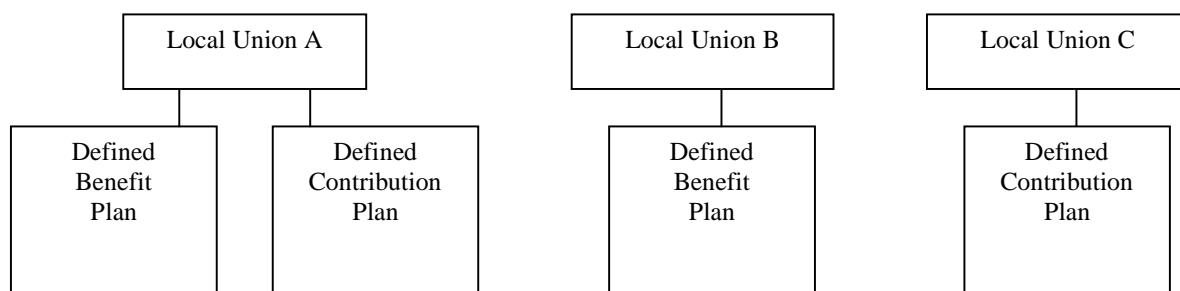 Local Union A
Local Union B
Local Union C
Defined
Benefit
Plan
Defined
Contribution
Plan
Defined
Benefit
Plan
Defined
Contribution
Plan